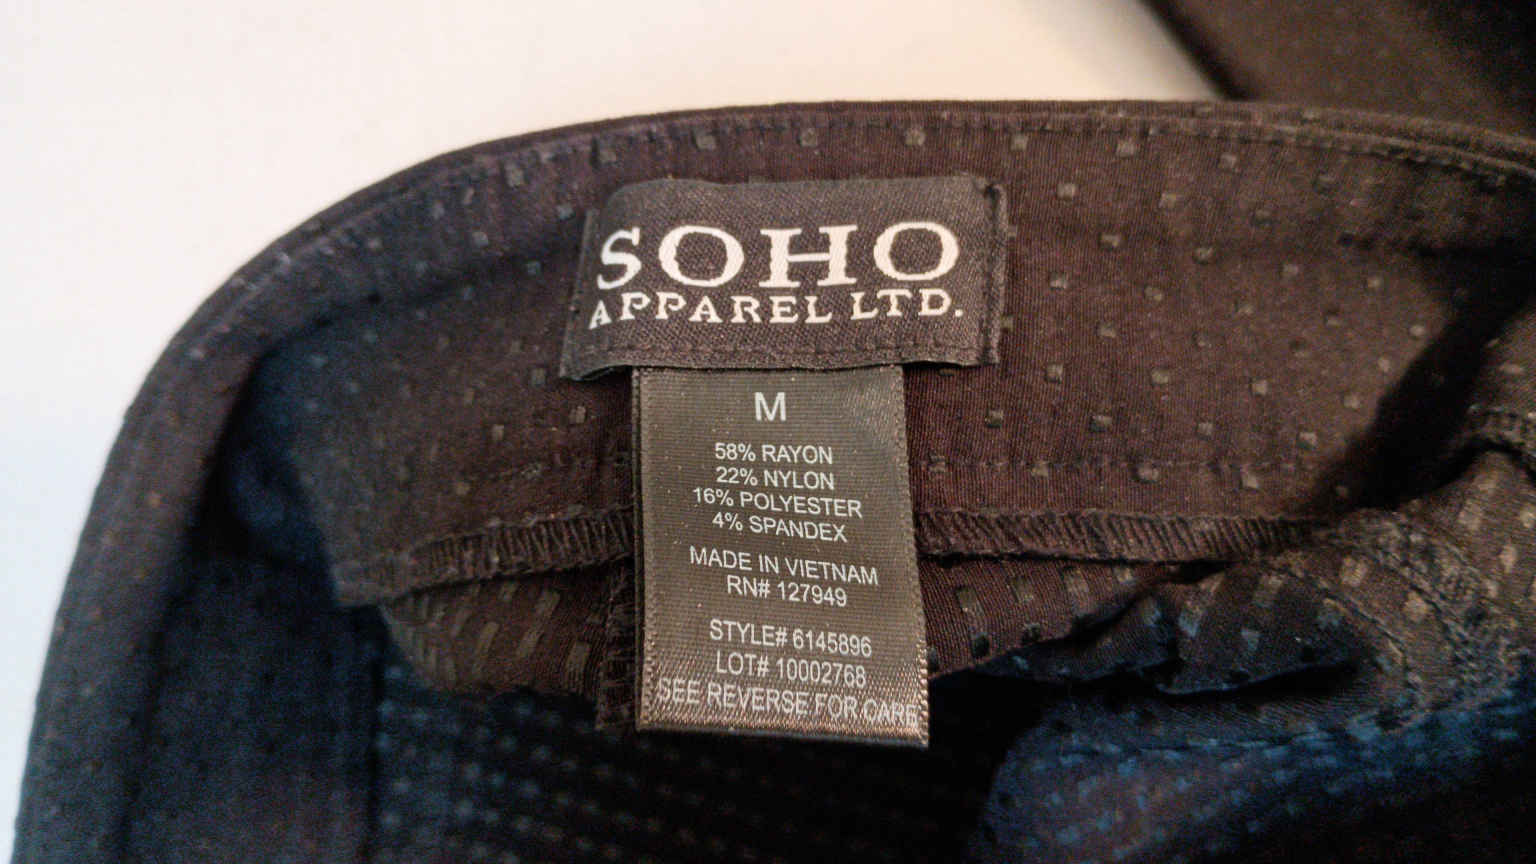 SOHO
APPAREL LTD.
M
58% RAYON
22% NYLON
16% POLYESTER
4% SPANDEX
MADE IN VIETNAM
RN# 127949
STYLE# 6145896
LOT# 10002768
SEE REVERSE FOR CARE